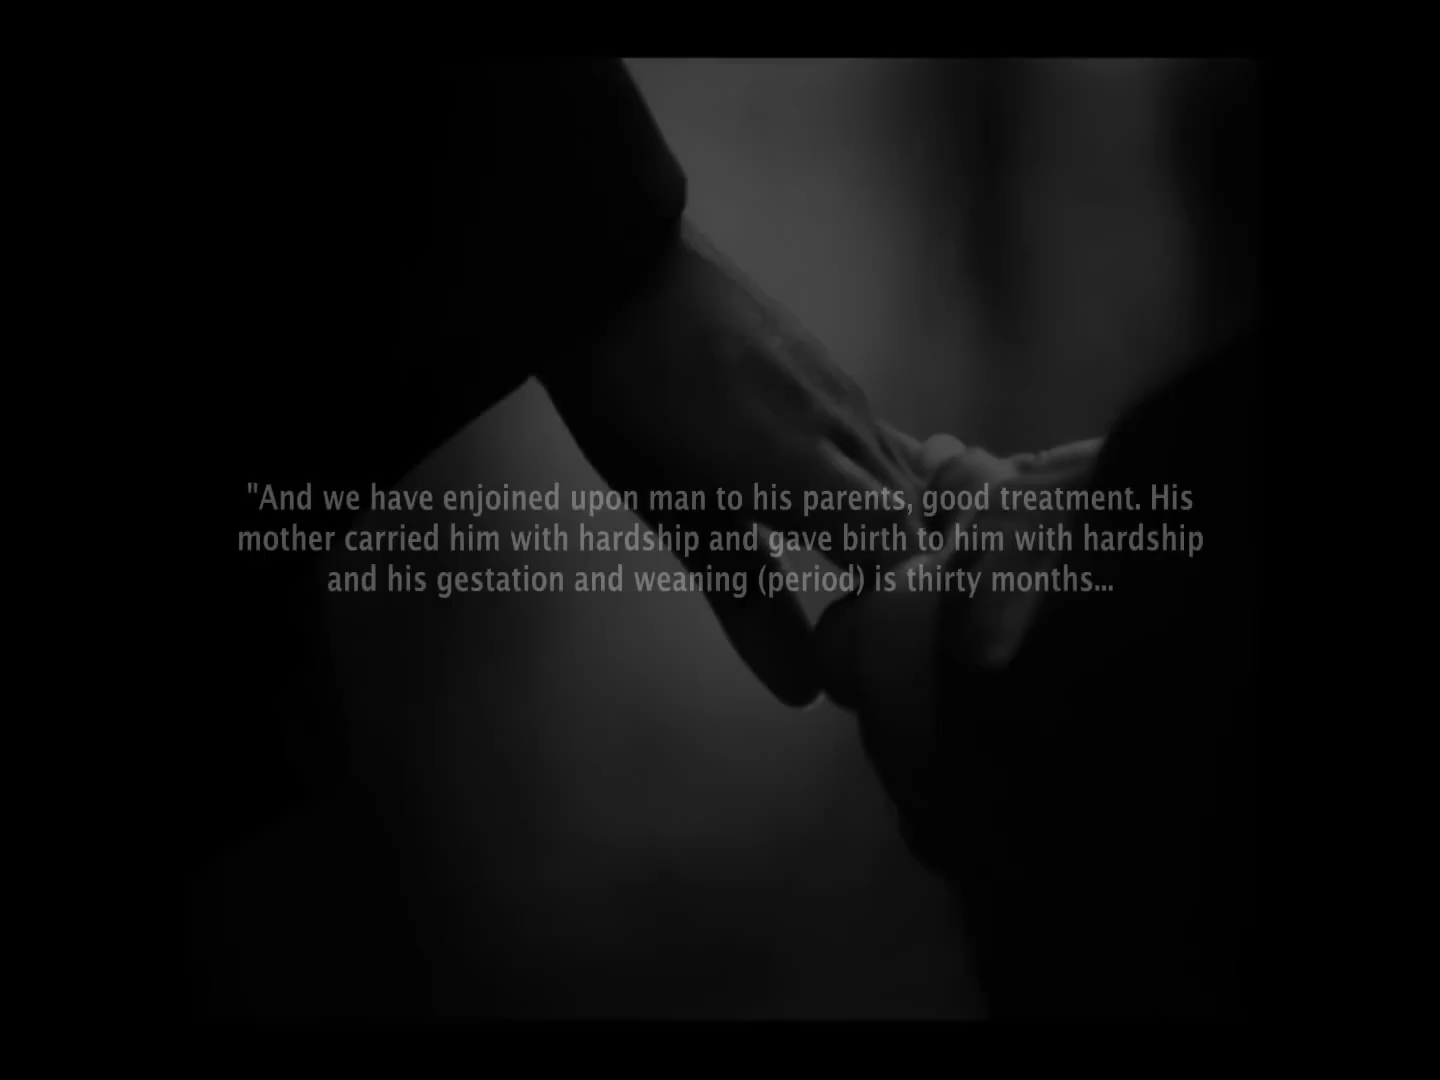 "And we have enjoined upon man to his parents, good treatment. His
mother carried him with hardship and gave birth to him with hardship
and his gestation and weaning (period) is thirty months...